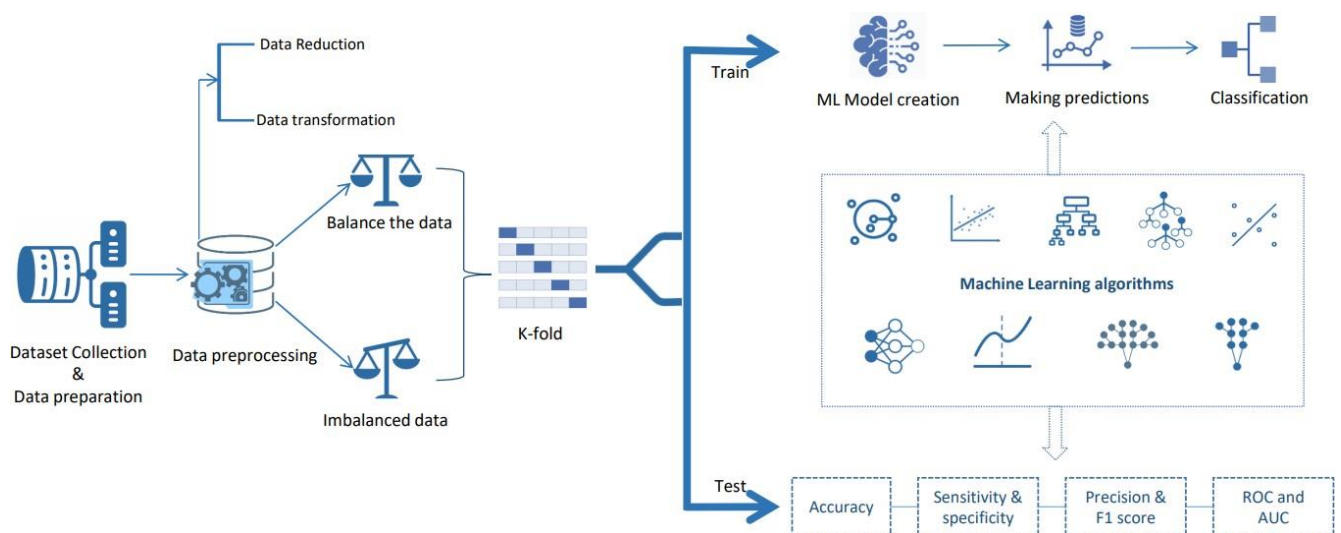 Data Reduction
Data transformation
Dataset Collection
&
Data preparation
Data preprocessing
Balance the data
Imbalanced data
K-fold
Train
ML Model creation
Making predictions
Classification
Machine Learning algorithms
Test
Accuracy
Sensitivity &
specificity
Precision &
F1 score
ROC and
AUC